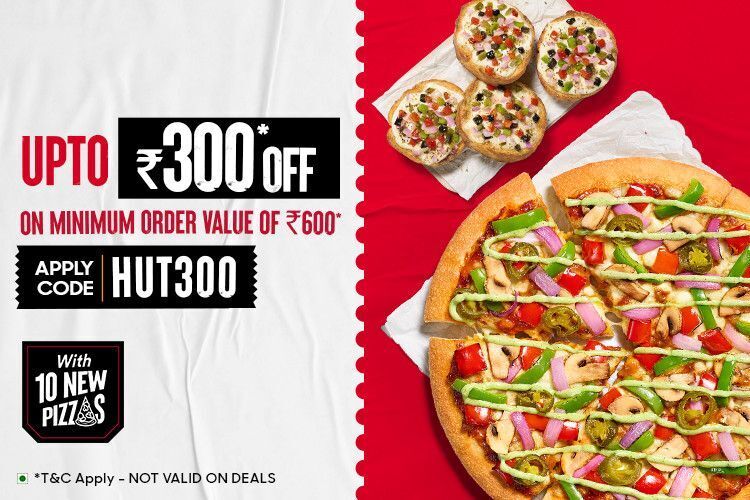 UPTO ₹300* OFF
ON MINIMUM ORDER VALUE OF ₹600*
APPLY CODE HUT300
With
10 NEW
PIZZAS
*T&C Apply - NOT VALID ON DEALS